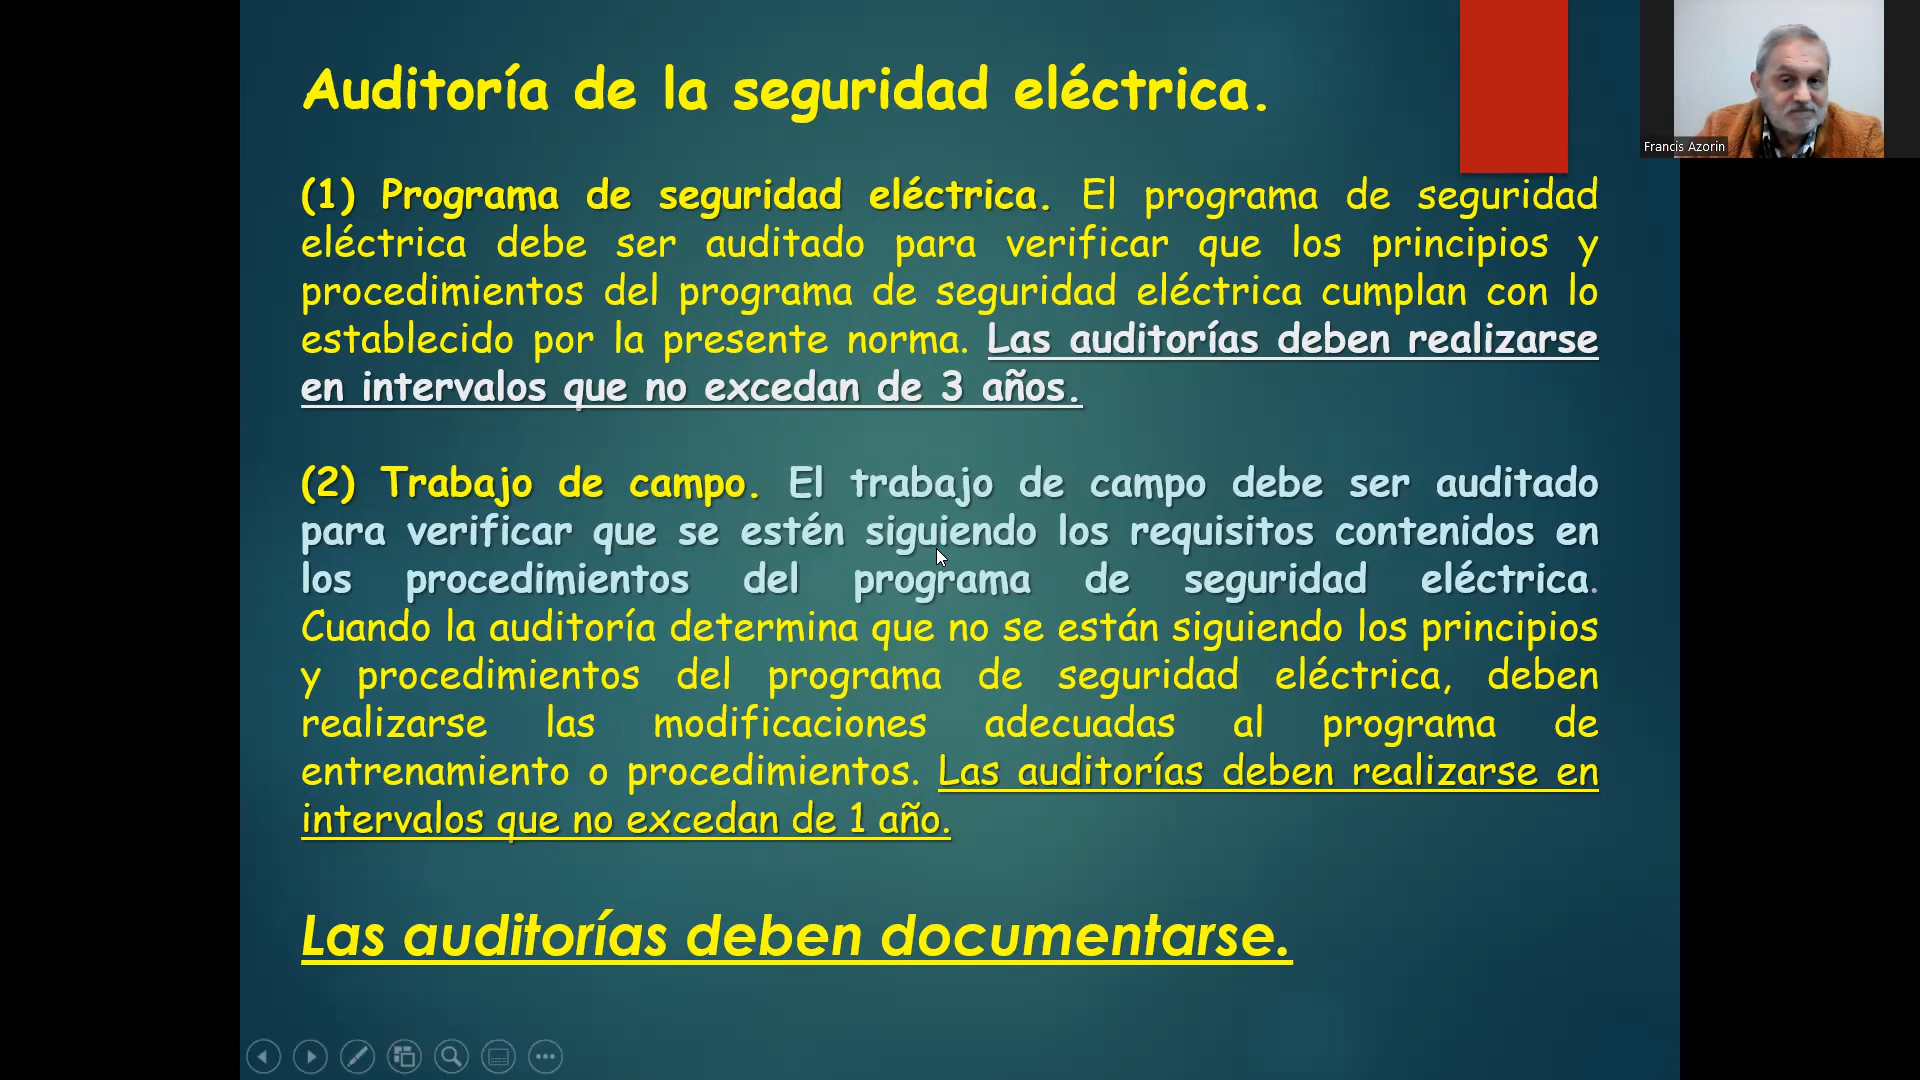 Auditoría de la seguridad eléctrica.
Francis Azorin
(1) Programa de seguridad eléctrica. El programa de seguridad
eléctrica debe ser auditado para verificar que los principios y
procedimientos del programa de seguridad eléctrica cumplan con lo
establecido por la presente norma. Las auditorías deben realizarse
en intervalos que no excedan de 3 años.
(2) Trabajo de campo. El trabajo de campo debe ser auditado
para verificar que se estén siguiendo los requisitos contenidos en
los procedimientos del programa de seguridad eléctrica.
Cuando la auditoría determina que no se están siguiendo los principios
y procedimientos del programa de seguridad eléctrica, deben
realizarse las modificaciones adecuadas al programa de
entrenamiento o procedimientos. Las auditorías deben realizarse en
intervalos que no excedan de 1 año.
Las auditorías deben documentarse.